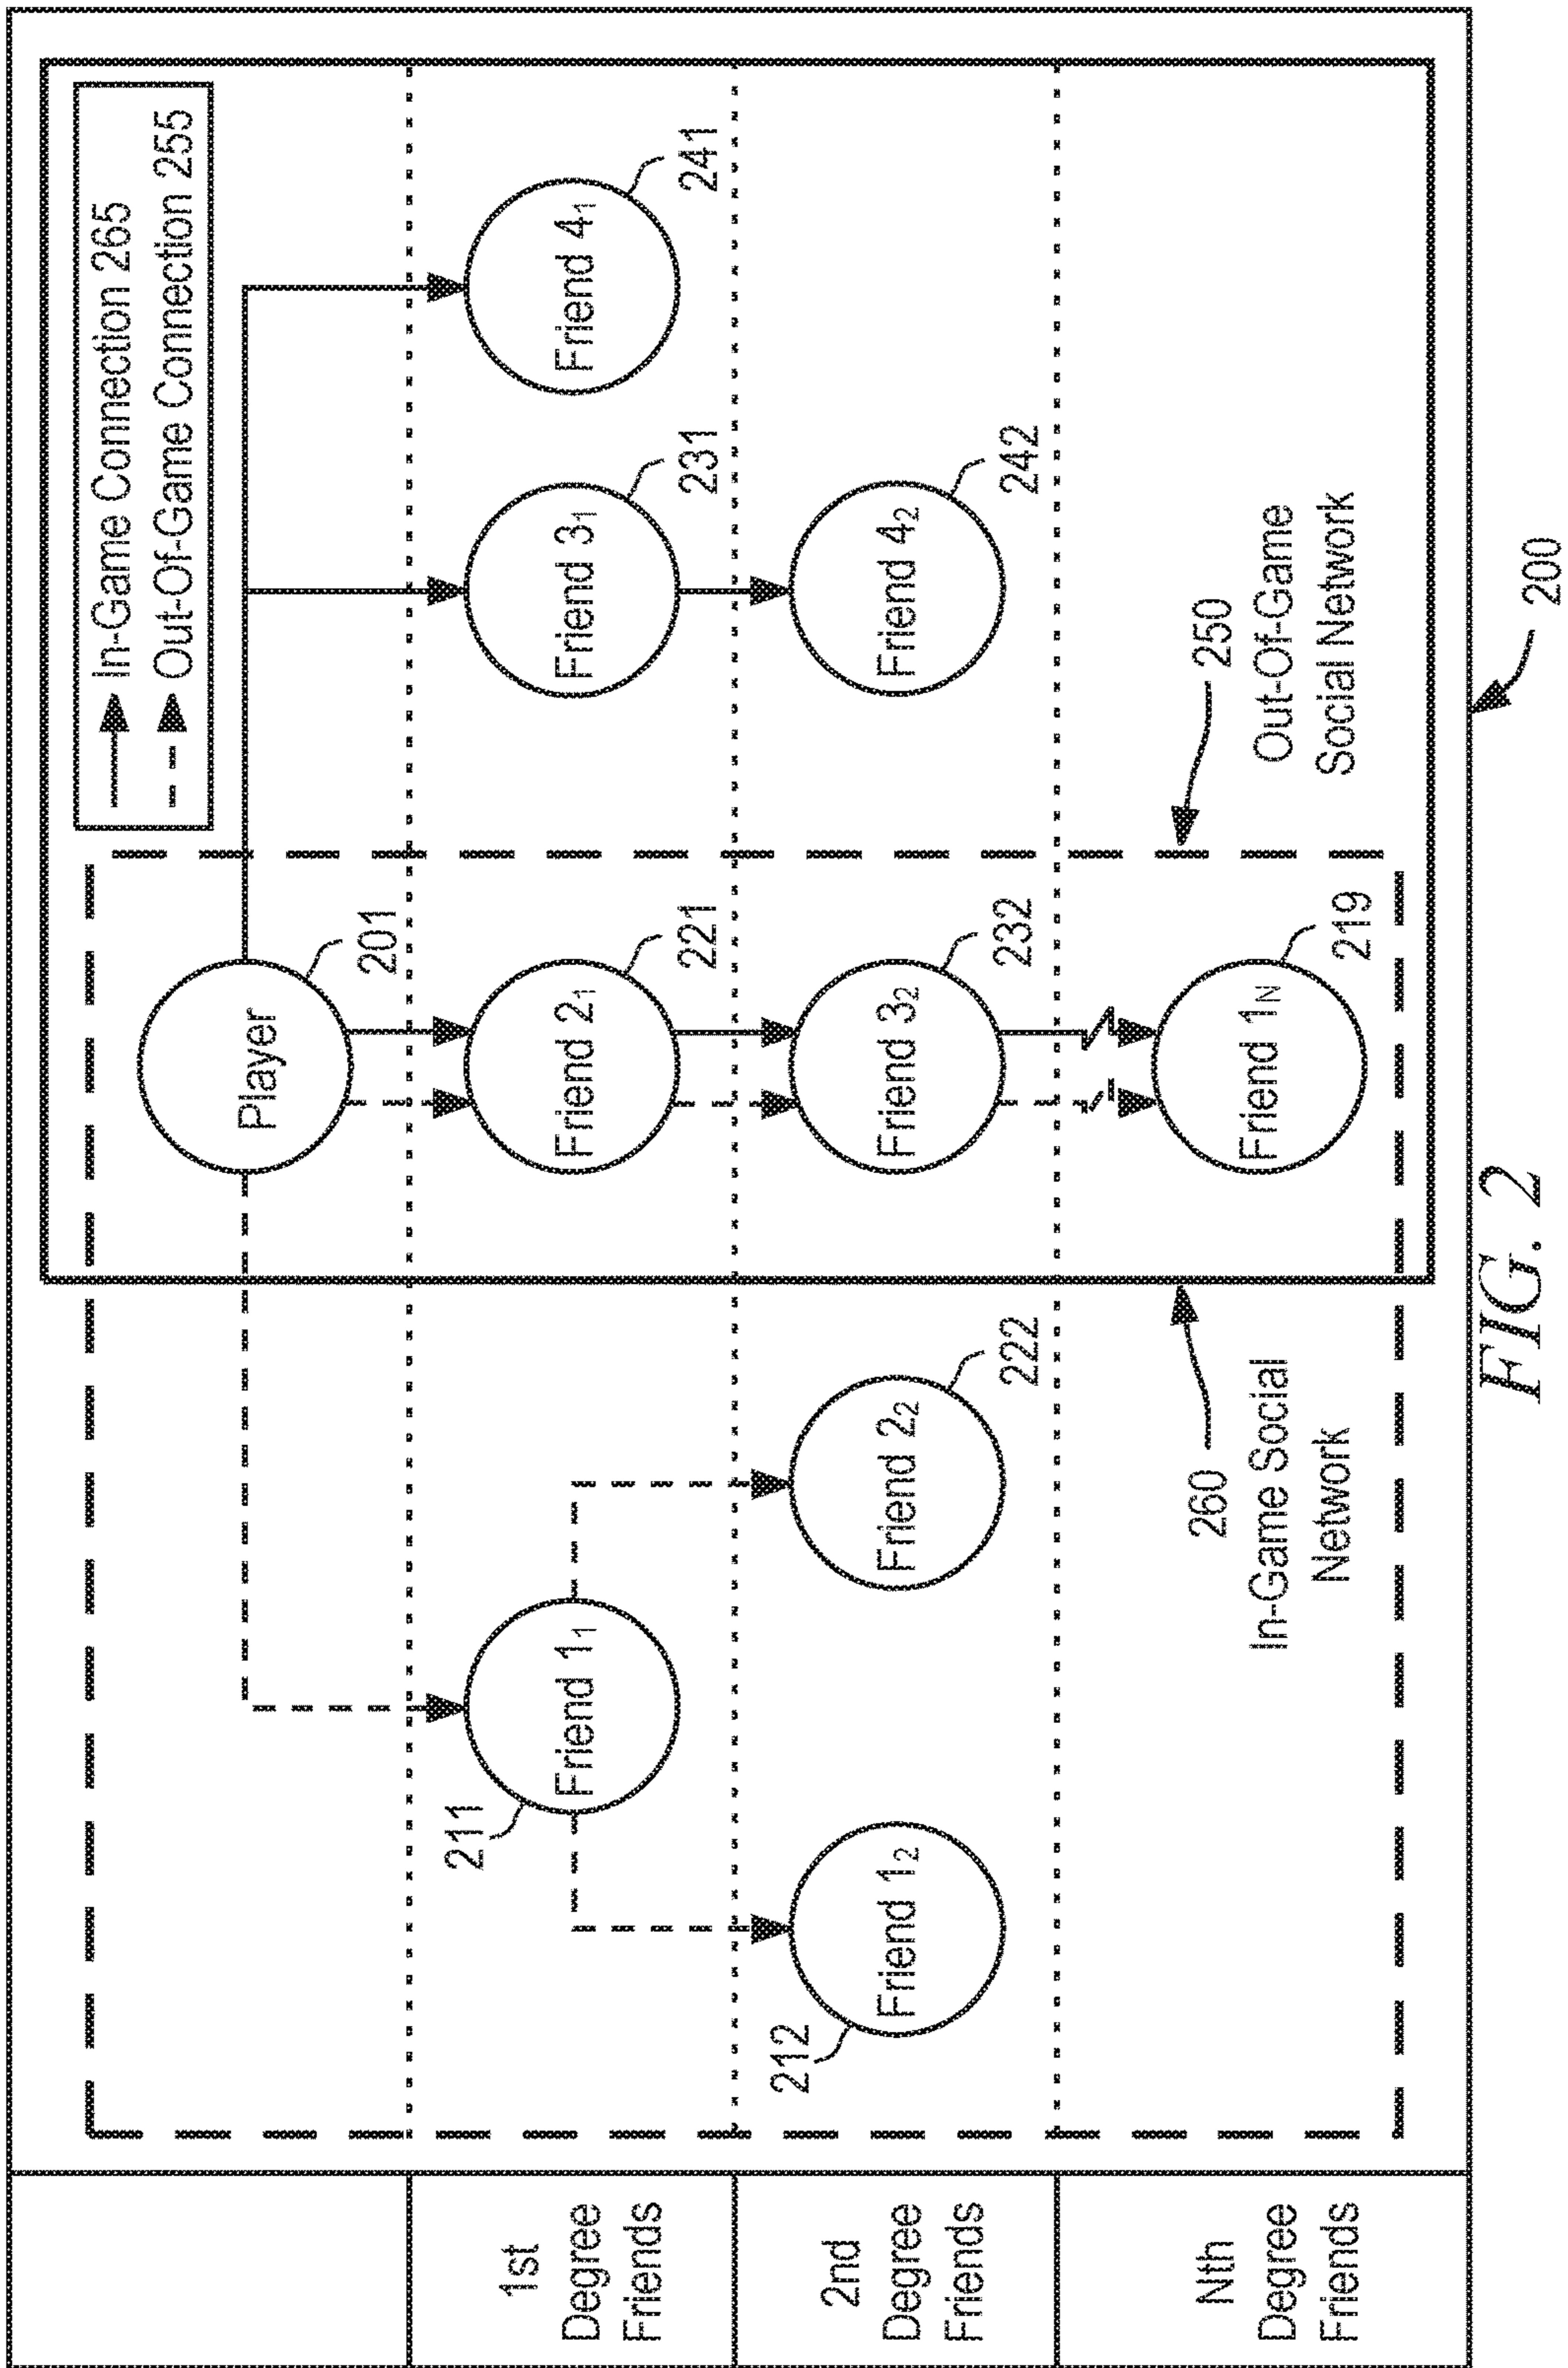 In-Game Connection 265
Out-Of-Game Connection 255
Player
201
1st
Degree
Friends
211
Friend 1₁
Friend 2₁
221
Friend 3₁
231
Friend 4₁
241
2nd
Degree
Friends
212
Friend 1₂
Friend 2₂
222
Friend 3₂
232
Friend 4₂
242
Nth
Degree
Friends
260
In-Game Social
Network
Friend 1N
219
250
Out-Of-Game
Social Network
200
FIG. 2